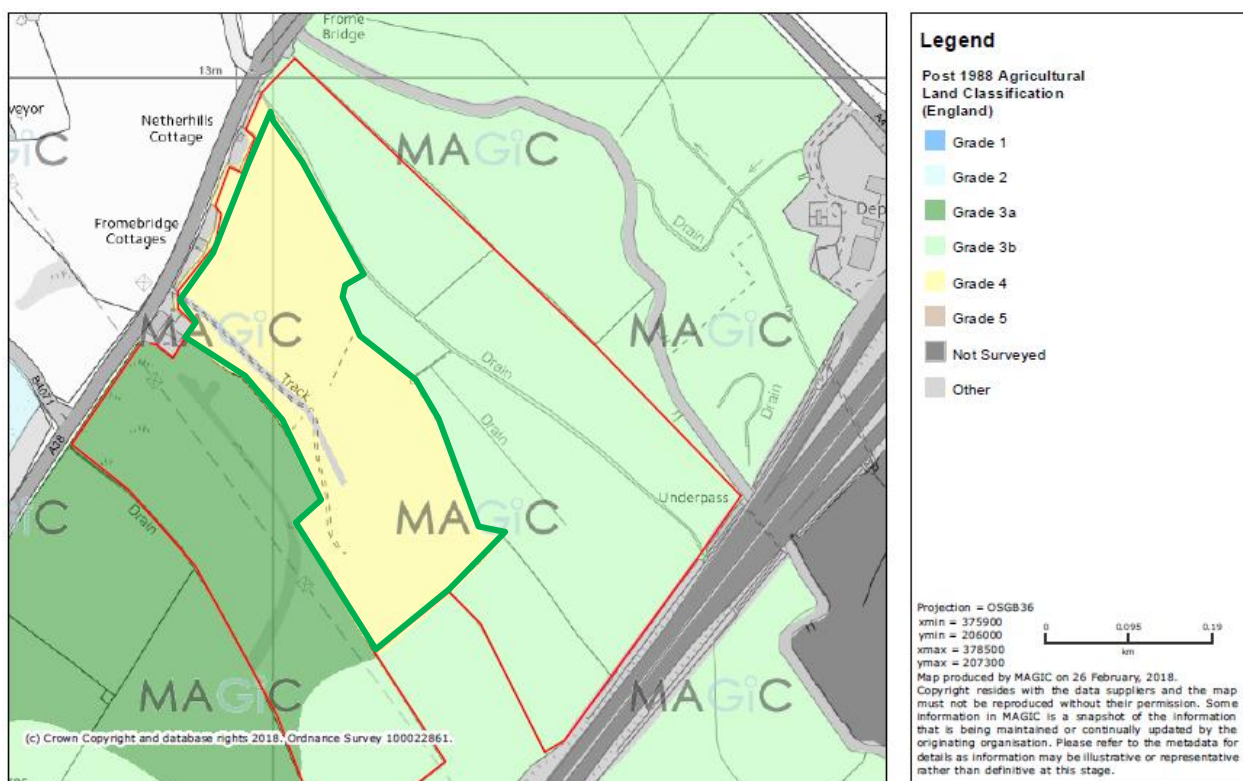 Frome
Bridge
13m
veyor
Netherhills
Cottage
MAGiC
MAGiC
Fromebridge
Cottages
Drain
Dep
MAGiC
MAGiC
Track
Drain
Drain
Drain
B4071
A38
Underpass
MAGiC
Drain
MAGiC
MAGiC
(c) Crown Copyright and database rights 2018. Ordnance Survey 100022861.
Legend
Post 1988 Agricultural
Land Classification
(England)
Grade 1
Grade 2
Grade 3a
Grade 3b
Grade 4
Grade 5
Not Surveyed
Other
Projection = OSGB36
xmin = 375900
ymin = 206000
xmax = 378500
ymax = 207300
0 0.095 0.19
km
Map produced by MAGIC on 26 February, 2018.
Copyright resides with the data suppliers and the map
must not be reproduced without their permission. Some
information in MAGIC is a snapshot of the information
that is being maintained or continually updated by the
originating organisation. Please refer to the metadata for
details as information may be illustrative or representative
rather than definitive at this stage.